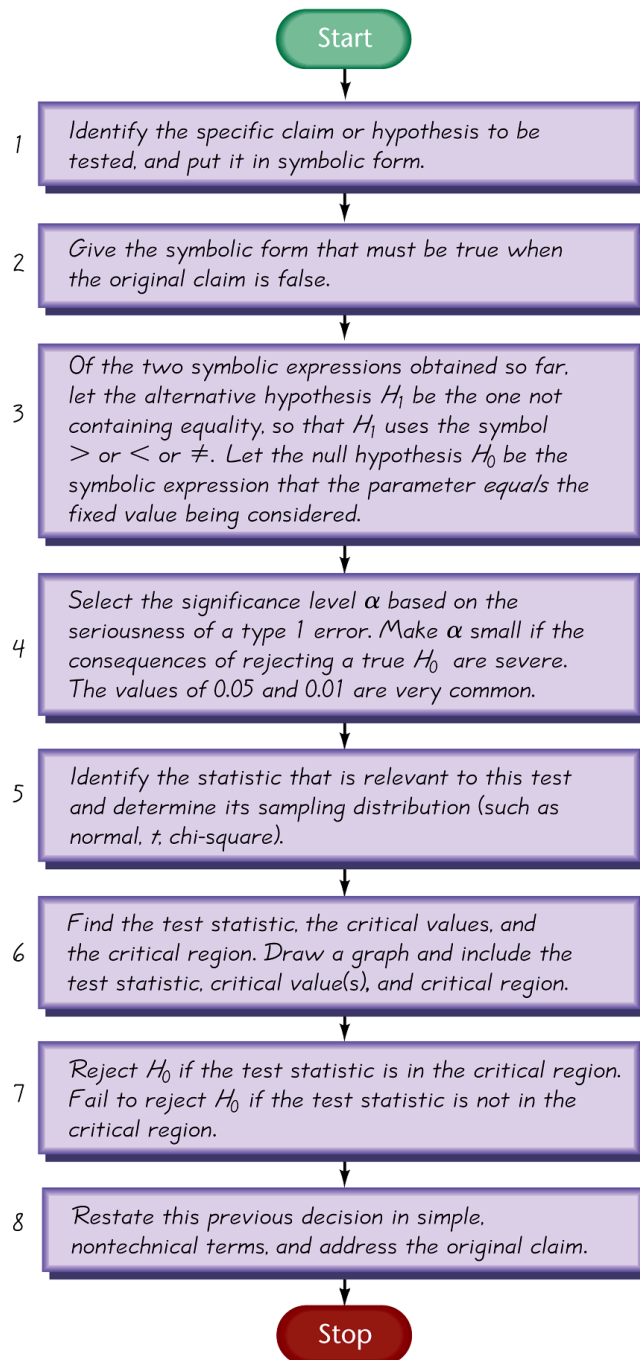 Start
1
Identify the specific claim or hypothesis to be
tested, and put it in symbolic form.
2
Give the symbolic form that must be true when
the original claim is false.
3
Of the two symbolic expressions obtained so far,
let the alternative hypothesis H₁ be the one not
containing equality, so that H₁ uses the symbol
> or < or ≠. Let the null hypothesis H₀ be the
symbolic expression that the parameter equals the
fixed value being considered.
4
Select the significance level α based on the
seriousness of a type 1 error. Make α small if the
consequences of rejecting a true H₀ are severe.
The values of 0.05 and 0.01 are very common.
5
Identify the statistic that is relevant to this test
and determine its sampling distribution (such as
normal, t, chi-square).
6
Find the test statistic, the critical values, and
the critical region. Draw a graph and include the
test statistic, critical value(s), and critical region.
7
Reject H₀ if the test statistic is in the critical region.
Fail to reject H₀ if the test statistic is not in the
critical region.
8
Restate this previous decision in simple,
nontechnical terms, and address the original claim.
Stop